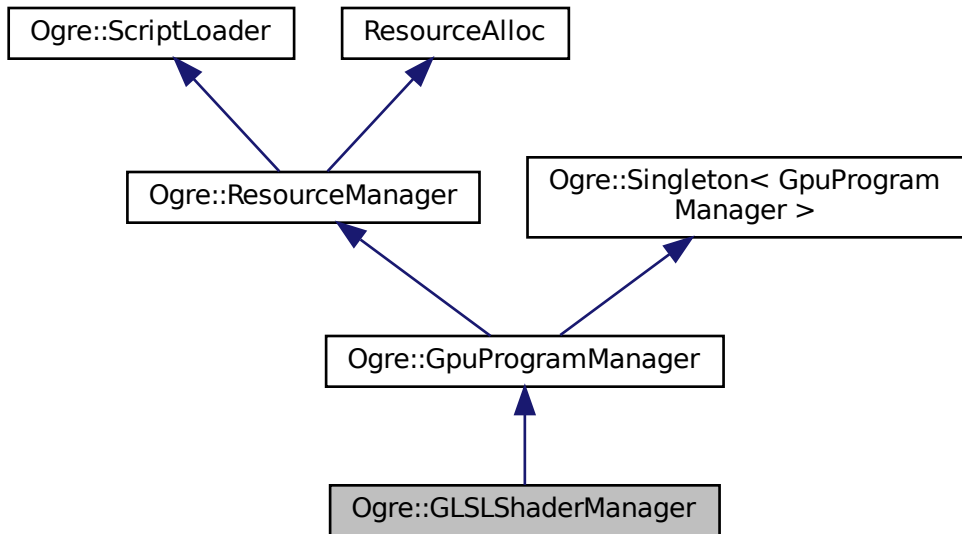 Ogre::ScriptLoader
ResourceAlloc
Ogre::ResourceManager
Ogre::Singleton< GpuProgram
Manager >
Ogre::GpuProgramManager
Ogre::GLSLShaderManager